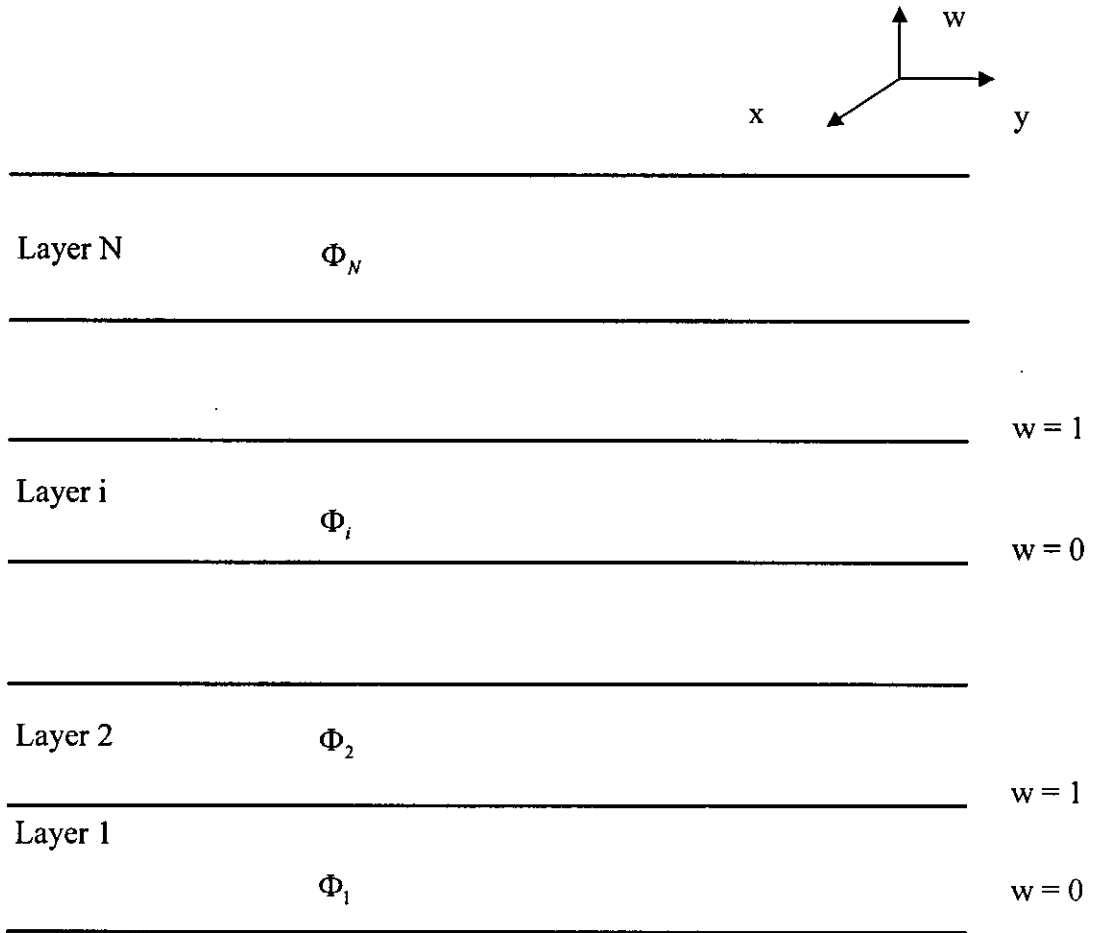 w
x
y
Layer N Φ_N
w = 1
Layer i
Φ_i
w = 0
Layer 2 Φ_2
w = 1
Layer 1
Φ_1 w = 0